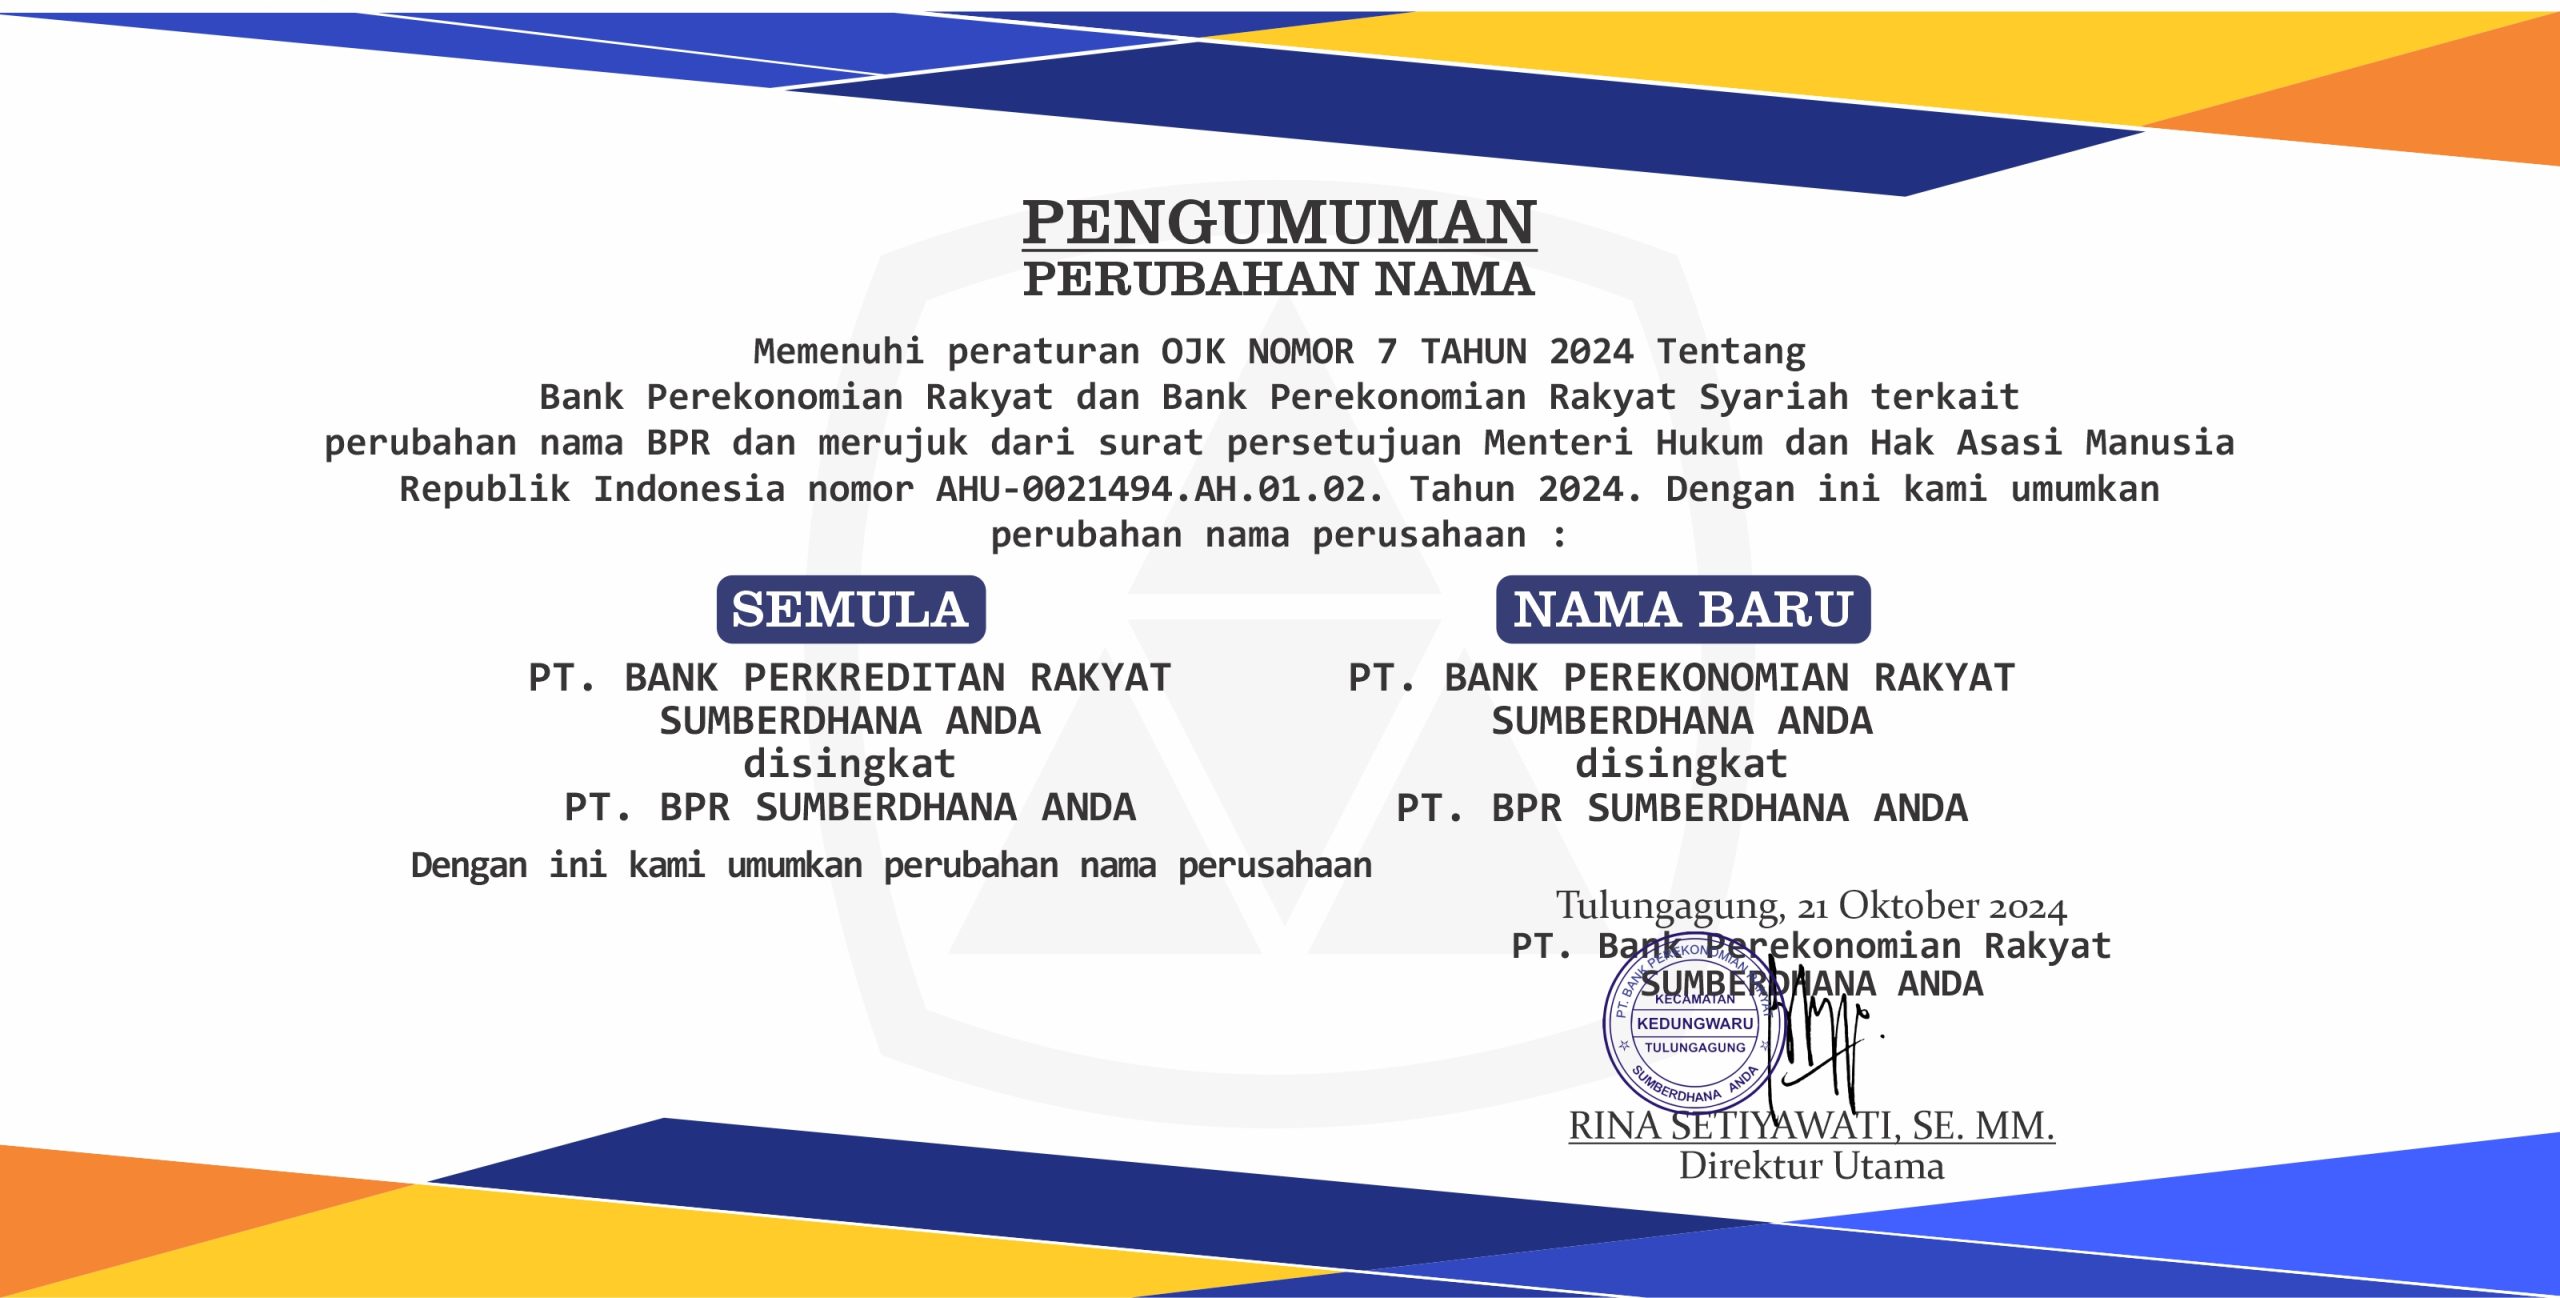 PENGUMUMAN
PERUBAHAN NAMA
Memenuhi peraturan OJK NOMOR 7 TAHUN 2024 Tentang
Bank Perekonomian Rakyat dan Bank Perekonomian Rakyat Syariah terkait
perubahan nama BPR dan merujuk dari surat persetujuan Menteri Hukum dan Hak Asasi Manusia
Republik Indonesia nomor AHU-0021494.AH.01.02. Tahun 2024. Dengan ini kami umumkan
perubahan nama perusahaan :
SEMULA
PT. BANK PERKREDITAN RAKYAT
SUMBERDHANA ANDA
disingkat
PT. BPR SUMBERDHANA ANDA
NAMA BARU
PT. BANK PEREKONOMIAN RAKYAT
SUMBERDHANA ANDA
disingkat
PT. BPR SUMBERDHANA ANDA
Dengan ini kami umumkan perubahan nama perusahaan
Tulungagung, 21 Oktober 2024
PT. Bank Perekonomian Rakyat
SUMBERDHANA ANDA
PT. BANK PEREKONOMIAN RAKYAT
KECAMATAN
KEDUNGWARU
TULUNGAGUNG
SUMBERDHANA ANDA
RINA SETIYAWATI, SE. MM.
Direktur Utama